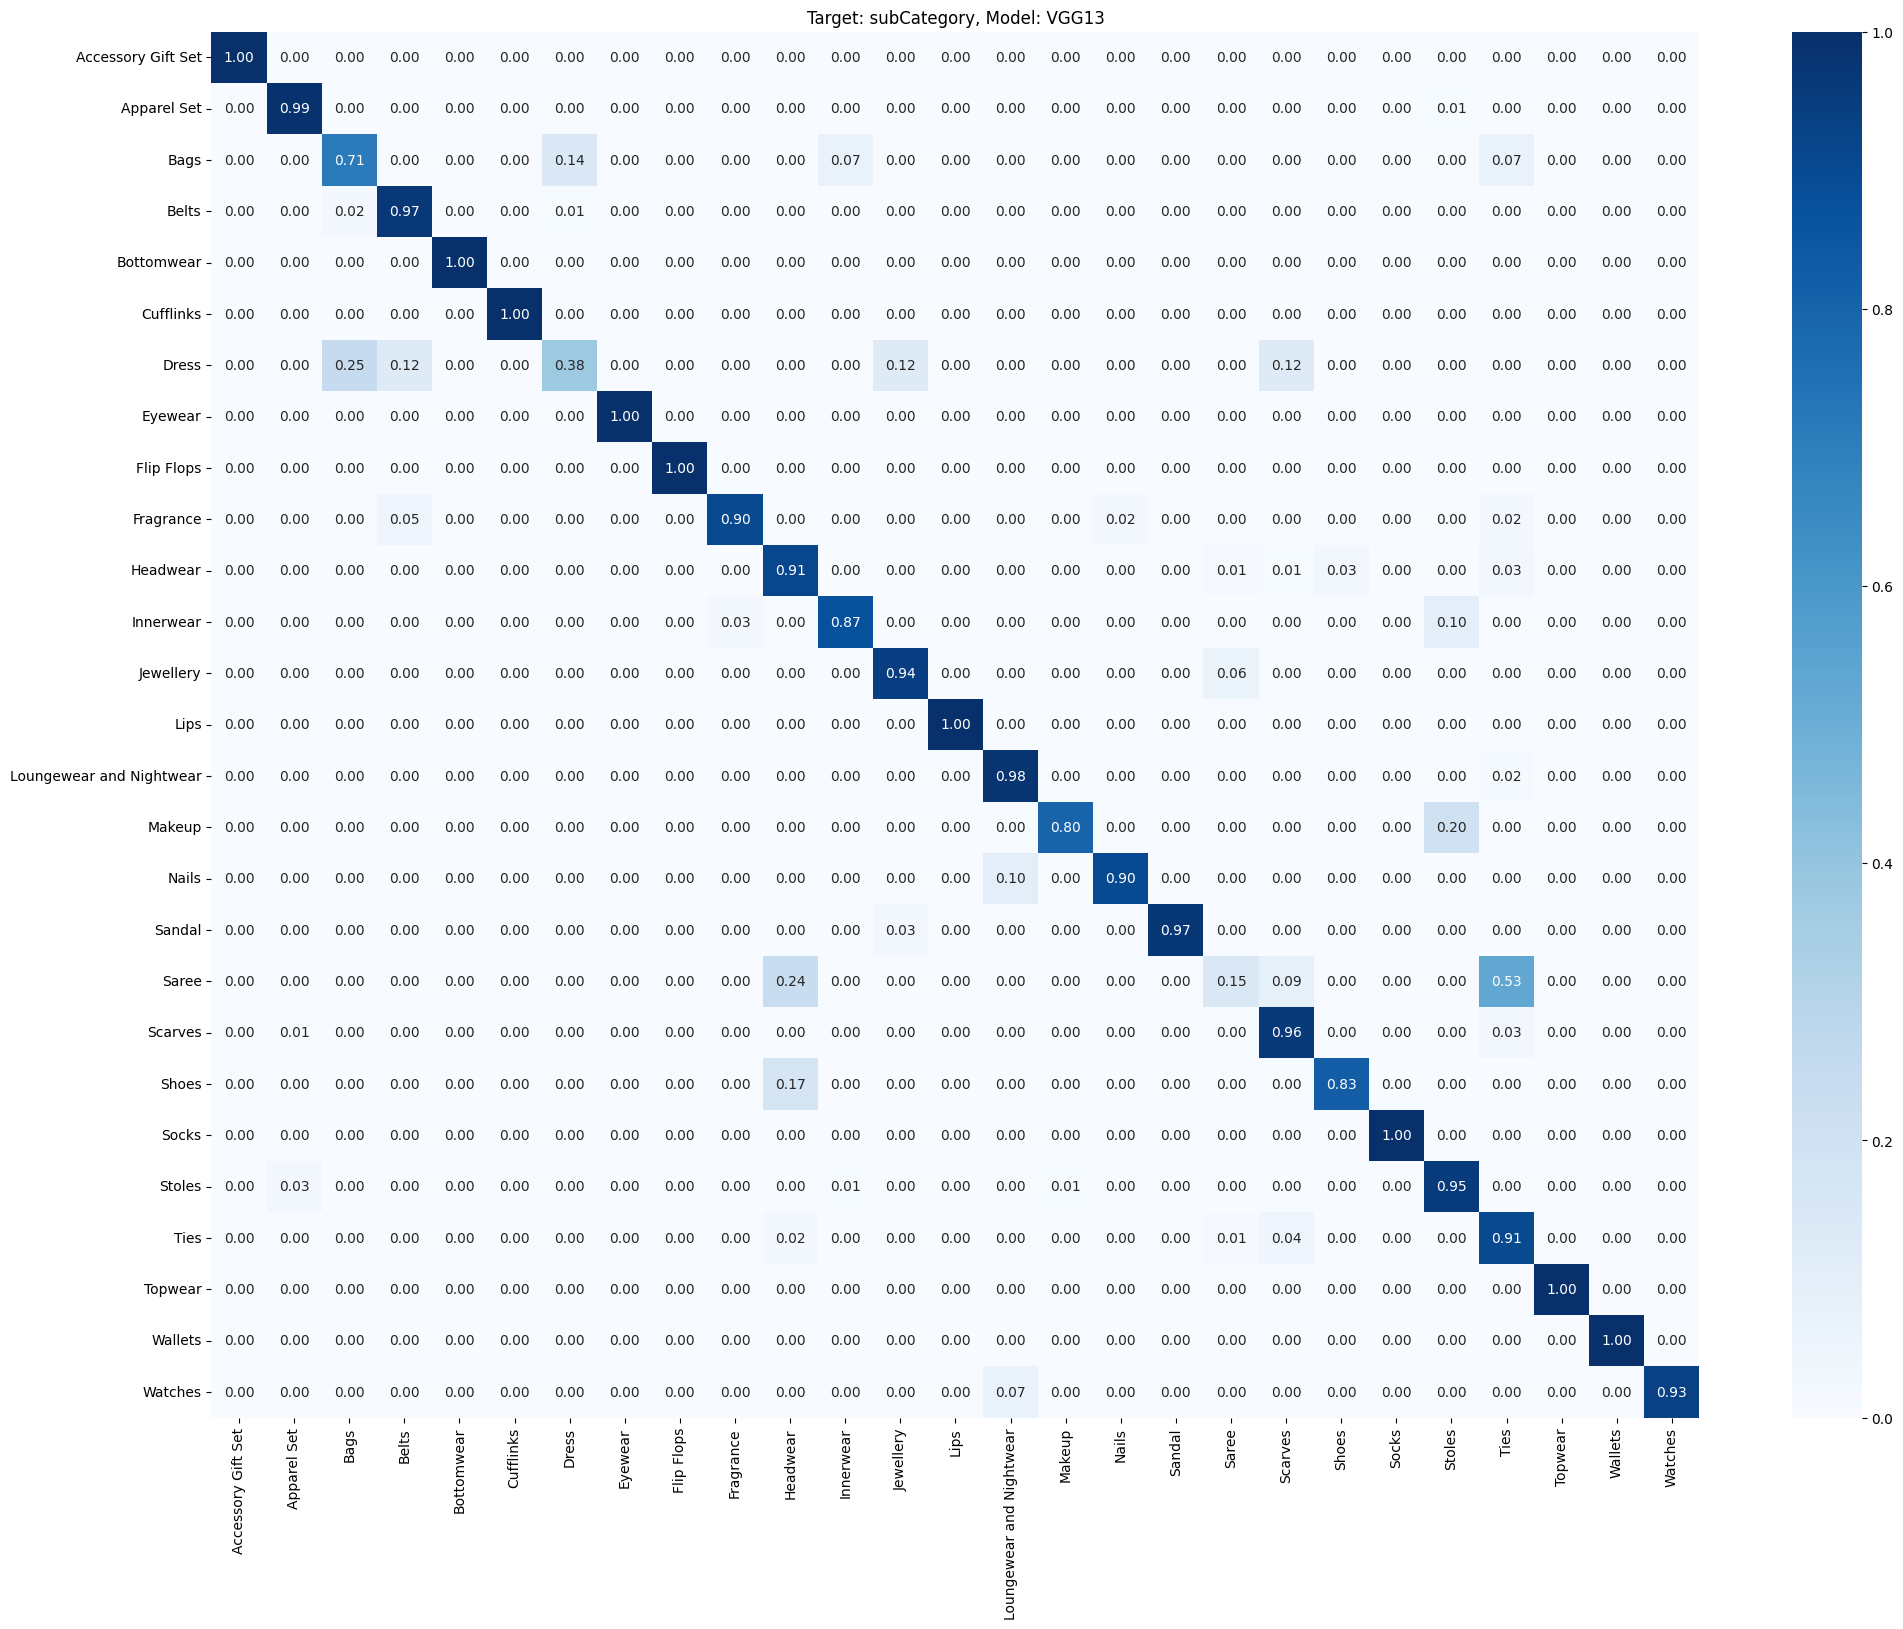 Target: subCategory, Model: VGG13
Accessory Gift Set 1.00 0.00 0.00 0.00 0.00 0.00 0.00 0.00 0.00 0.00 0.00 0.00 0.00 0.00 0.00 0.00 0.00 0.00 0.00 0.00 0.00 0.00 0.00 0.00 0.00 0.00 0.00
Apparel Set 0.00 0.99 0.00 0.00 0.00 0.00 0.00 0.00 0.00 0.00 0.00 0.00 0.00 0.00 0.00 0.00 0.00 0.00 0.00 0.00 0.00 0.00 0.01 0.00 0.00 0.00 0.00
Bags 0.00 0.00 0.71 0.00 0.00 0.00 0.14 0.00 0.00 0.00 0.00 0.07 0.00 0.00 0.00 0.00 0.00 0.00 0.00 0.00 0.00 0.00 0.00 0.07 0.00 0.00 0.00
Belts 0.00 0.00 0.02 0.97 0.00 0.00 0.01 0.00 0.00 0.00 0.00 0.00 0.00 0.00 0.00 0.00 0.00 0.00 0.00 0.00 0.00 0.00 0.00 0.00 0.00 0.00 0.00
Bottomwear 0.00 0.00 0.00 0.00 1.00 0.00 0.00 0.00 0.00 0.00 0.00 0.00 0.00 0.00 0.00 0.00 0.00 0.00 0.00 0.00 0.00 0.00 0.00 0.00 0.00 0.00 0.00
Cufflinks 0.00 0.00 0.00 0.00 0.00 1.00 0.00 0.00 0.00 0.00 0.00 0.00 0.00 0.00 0.00 0.00 0.00 0.00 0.00 0.00 0.00 0.00 0.00 0.00 0.00 0.00 0.00
Dress 0.00 0.00 0.25 0.12 0.00 0.00 0.38 0.00 0.00 0.00 0.00 0.00 0.12 0.00 0.00 0.00 0.00 0.00 0.00 0.12 0.00 0.00 0.00 0.00 0.00 0.00 0.00
Eyewear 0.00 0.00 0.00 0.00 0.00 0.00 0.00 1.00 0.00 0.00 0.00 0.00 0.00 0.00 0.00 0.00 0.00 0.00 0.00 0.00 0.00 0.00 0.00 0.00 0.00 0.00 0.00
Flip Flops 0.00 0.00 0.00 0.00 0.00 0.00 0.00 0.00 1.00 0.00 0.00 0.00 0.00 0.00 0.00 0.00 0.00 0.00 0.00 0.00 0.00 0.00 0.00 0.00 0.00 0.00 0.00
Fragrance 0.00 0.00 0.00 0.05 0.00 0.00 0.00 0.00 0.00 0.90 0.00 0.00 0.00 0.00 0.00 0.00 0.02 0.00 0.00 0.00 0.00 0.00 0.00 0.02 0.00 0.00 0.00
Headwear 0.00 0.00 0.00 0.00 0.00 0.00 0.00 0.00 0.00 0.00 0.91 0.00 0.00 0.00 0.00 0.00 0.00 0.00 0.01 0.01 0.03 0.00 0.00 0.03 0.00 0.00 0.00
Innerwear 0.00 0.00 0.00 0.00 0.00 0.00 0.00 0.00 0.00 0.03 0.00 0.87 0.00 0.00 0.00 0.00 0.00 0.00 0.00 0.00 0.00 0.00 0.10 0.00 0.00 0.00 0.00
Jewellery 0.00 0.00 0.00 0.00 0.00 0.00 0.00 0.00 0.00 0.00 0.00 0.00 0.94 0.00 0.00 0.00 0.00 0.00 0.06 0.00 0.00 0.00 0.00 0.00 0.00 0.00 0.00
Lips 0.00 0.00 0.00 0.00 0.00 0.00 0.00 0.00 0.00 0.00 0.00 0.00 0.00 1.00 0.00 0.00 0.00 0.00 0.00 0.00 0.00 0.00 0.00 0.00 0.00 0.00 0.00
Loungewear and Nightwear 0.00 0.00 0.00 0.00 0.00 0.00 0.00 0.00 0.00 0.00 0.00 0.00 0.00 0.00 0.98 0.00 0.00 0.00 0.00 0.00 0.00 0.00 0.00 0.02 0.00 0.00 0.00
Makeup 0.00 0.00 0.00 0.00 0.00 0.00 0.00 0.00 0.00 0.00 0.00 0.00 0.00 0.00 0.00 0.80 0.00 0.00 0.00 0.00 0.00 0.00 0.20 0.00 0.00 0.00 0.00
Nails 0.00 0.00 0.00 0.00 0.00 0.00 0.00 0.00 0.00 0.00 0.00 0.00 0.00 0.00 0.10 0.00 0.90 0.00 0.00 0.00 0.00 0.00 0.00 0.00 0.00 0.00 0.00
Sandal 0.00 0.00 0.00 0.00 0.00 0.00 0.00 0.00 0.00 0.00 0.00 0.00 0.03 0.00 0.00 0.00 0.00 0.97 0.00 0.00 0.00 0.00 0.00 0.00 0.00 0.00 0.00
Saree 0.00 0.00 0.00 0.00 0.00 0.00 0.00 0.00 0.00 0.00 0.24 0.00 0.00 0.00 0.00 0.00 0.00 0.00 0.15 0.09 0.00 0.00 0.00 0.53 0.00 0.00 0.00
Scarves 0.00 0.01 0.00 0.00 0.00 0.00 0.00 0.00 0.00 0.00 0.00 0.00 0.00 0.00 0.00 0.00 0.00 0.00 0.00 0.96 0.00 0.00 0.00 0.03 0.00 0.00 0.00
Shoes 0.00 0.00 0.00 0.00 0.00 0.00 0.00 0.00 0.00 0.00 0.17 0.00 0.00 0.00 0.00 0.00 0.00 0.00 0.00 0.00 0.83 0.00 0.00 0.00 0.00 0.00 0.00
Socks 0.00 0.00 0.00 0.00 0.00 0.00 0.00 0.00 0.00 0.00 0.00 0.00 0.00 0.00 0.00 0.00 0.00 0.00 0.00 0.00 0.00 1.00 0.00 0.00 0.00 0.00 0.00
Stoles 0.00 0.03 0.00 0.00 0.00 0.00 0.00 0.00 0.00 0.00 0.00 0.01 0.00 0.00 0.00 0.01 0.00 0.00 0.00 0.00 0.00 0.00 0.95 0.00 0.00 0.00 0.00
Ties 0.00 0.00 0.00 0.00 0.00 0.00 0.00 0.00 0.00 0.00 0.02 0.00 0.00 0.00 0.00 0.00 0.00 0.00 0.01 0.04 0.00 0.00 0.00 0.91 0.00 0.00 0.00
Topwear 0.00 0.00 0.00 0.00 0.00 0.00 0.00 0.00 0.00 0.00 0.00 0.00 0.00 0.00 0.00 0.00 0.00 0.00 0.00 0.00 0.00 0.00 0.00 0.00 1.00 0.00 0.00
Wallets 0.00 0.00 0.00 0.00 0.00 0.00 0.00 0.00 0.00 0.00 0.00 0.00 0.00 0.00 0.00 0.00 0.00 0.00 0.00 0.00 0.00 0.00 0.00 0.00 0.00 1.00 0.00
Watches 0.00 0.00 0.00 0.00 0.00 0.00 0.00 0.00 0.00 0.00 0.00 0.00 0.00 0.00 0.07 0.00 0.00 0.00 0.00 0.00 0.00 0.00 0.00 0.00 0.00 0.00 0.93
Accessory Gift Set
Apparel Set
Bags
Belts
Bottomwear
Cufflinks
Dress
Eyewear
Flip Flops
Fragrance
Headwear
Innerwear
Jewellery
Lips
Loungewear and Nightwear
Makeup
Nails
Sandal
Saree
Scarves
Shoes
Socks
Stoles
Ties
Topwear
Wallets
Watches
1.0
0.8
0.6
0.4
0.2
0.0